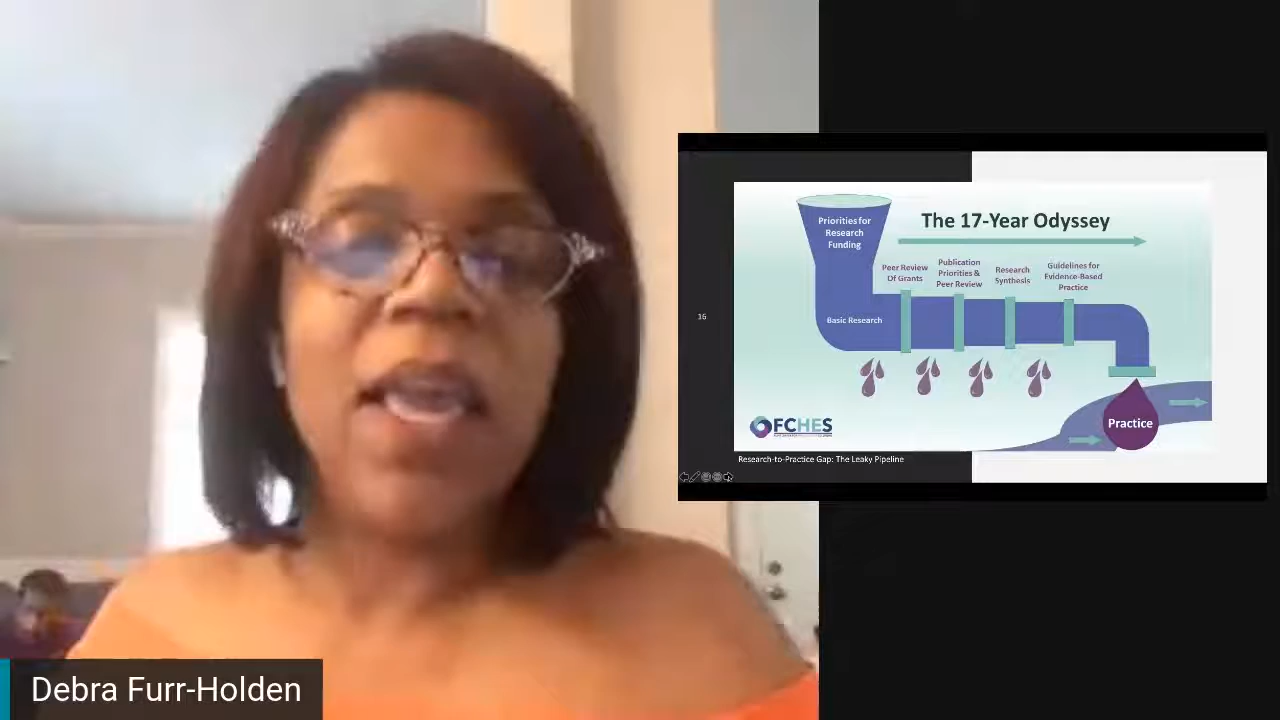 Priorities for
Research
Funding
The 17-Year Odyssey
Peer Review
Of Grants
Publication
Priorities &
Peer Review
Research
Synthesis
Guidelines for
Evidence-Based
Practice
16
Basic Research
Practice
FCHES
Research-to-Practice Gap: The Leaky Pipeline
Debra Furr-Holden